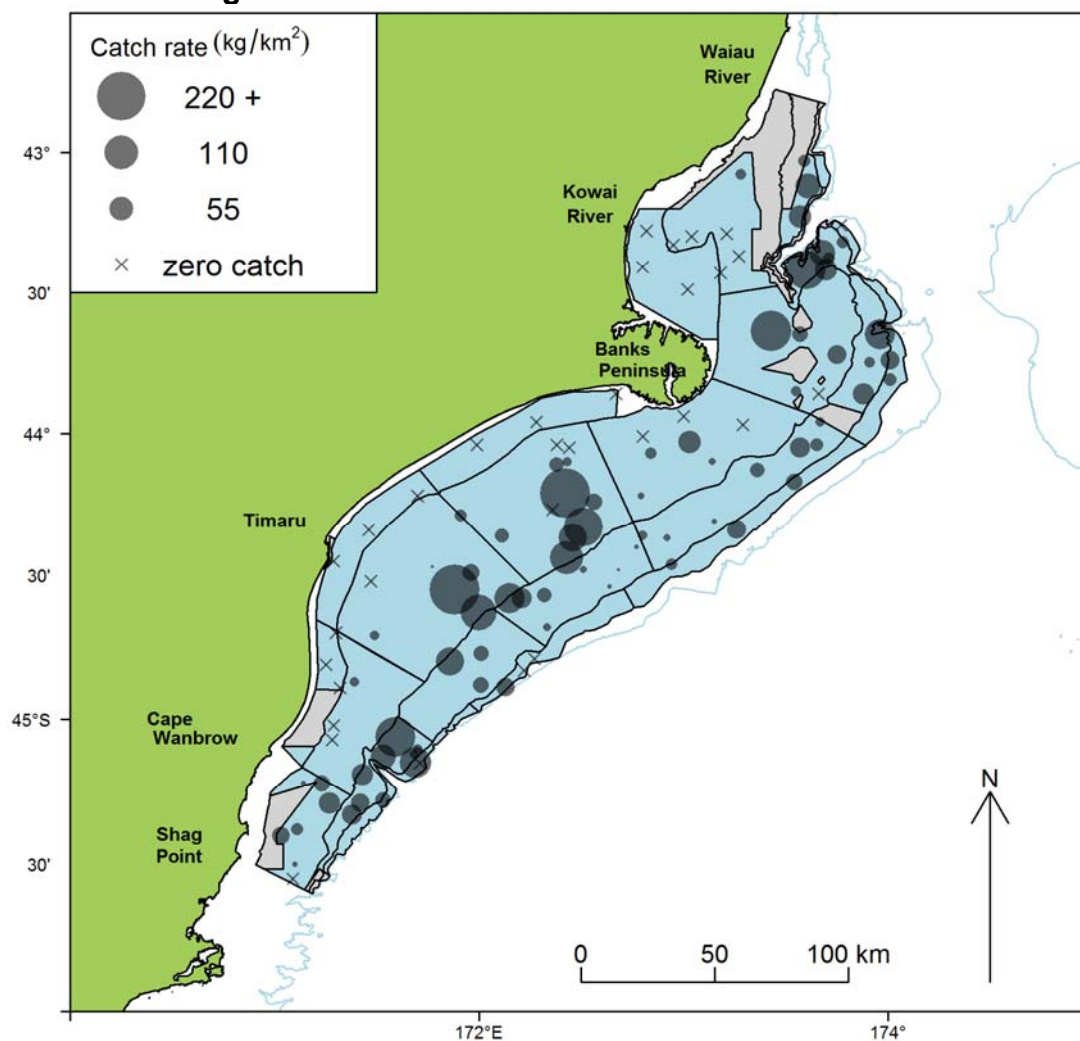 Catch rate (kg/km²)
220 +
110
55
zero catch
Waiau
River
43°
Kowai
River
30'
Banks
Peninsula
44°
Timaru
30'
45°S
Cape
Wanbrow
N
Shag
Point
30'
0 50 100 km
172°E 174°